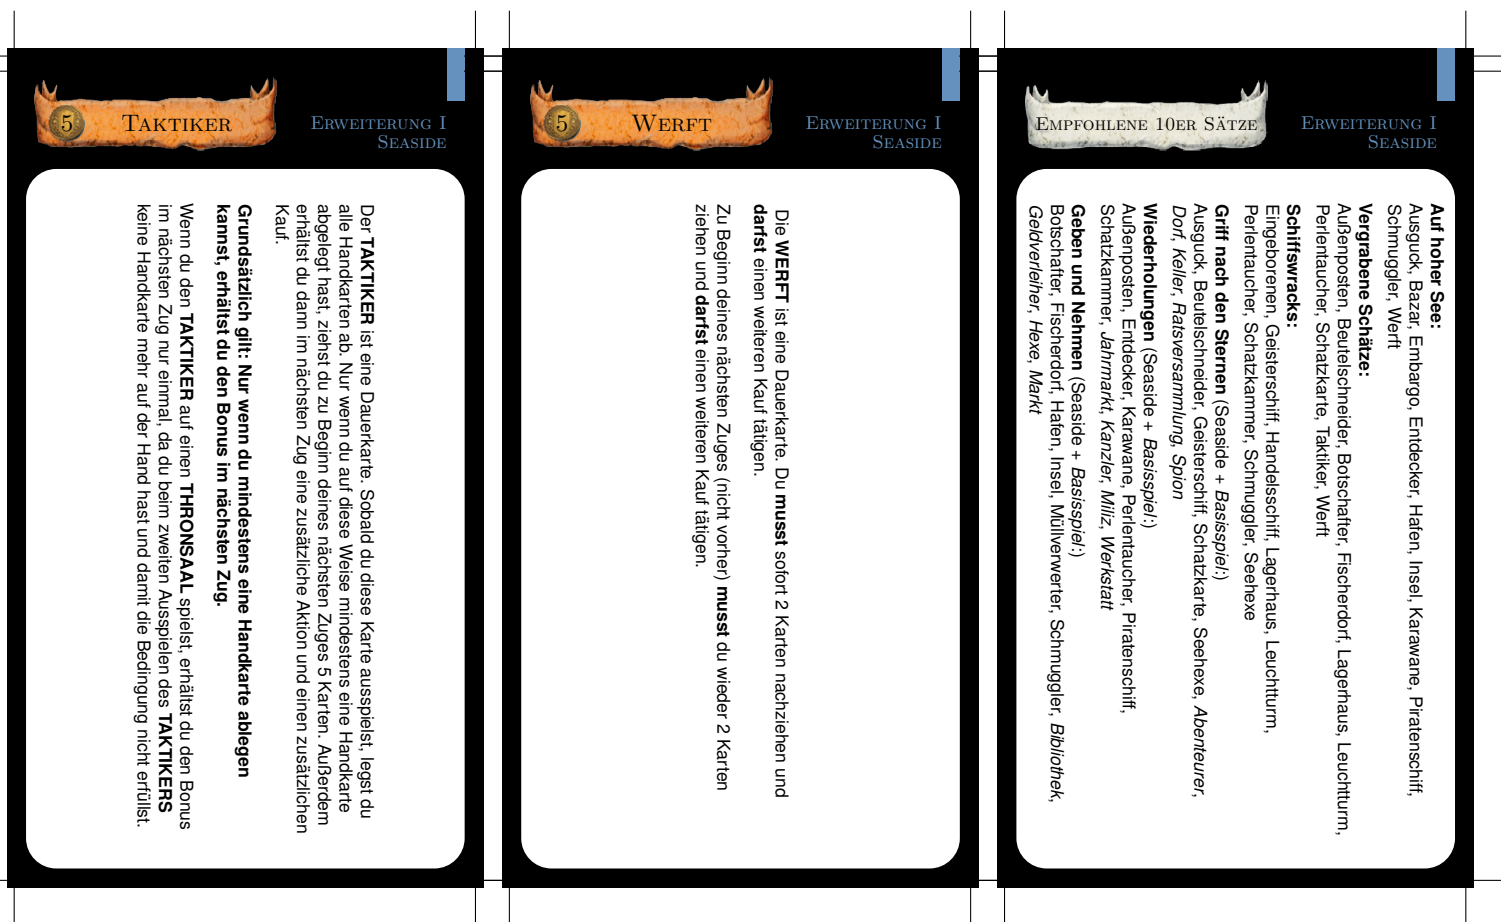 5
TAKTIKER
ERWEITERUNG I
SEASIDE
Der TAKTIKER ist eine Dauerkarte. Sobald du diese Karte ausspielst, legst du
alle Handkarten ab. Nur wenn du auf diese Weise mindestens eine Handkarte
abgelegt hast, ziehst du zu Beginn deines nächsten Zuges 5 Karten. Außerdem
erhältst du dann im nächsten Zug eine zusätzliche Aktion und einen zusätzlichen
Kauf.
Grundsätzlich gilt: Nur wenn du mindestens eine Handkarte ablegen
kannst, erhältst du den Bonus im nächsten Zug.
Wenn du den TAKTIKER auf einen THRONSAAL spielst, erhältst du den Bonus
im nächsten Zug nur einmal, da du beim zweiten Ausspielen des TAKTIKERS
keine Handkarte mehr auf der Hand hast und damit die Bedingung nicht erfüllst.
5
WERFT
ERWEITERUNG I
SEASIDE
Die WERFT ist eine Dauerkarte. Du musst sofort 2 Karten nachziehen und
darfst einen weiteren Kauf tätigen.
Zu Beginn deines nächsten Zuges (nicht vorher) musst du wieder 2 Karten
ziehen und darfst einen weiteren Kauf tätigen.
EMPFOHLENE 10ER SÄTZE
ERWEITERUNG I
SEASIDE
Auf hoher See:
Ausguck, Bazar, Embargo, Entdecker, Hafen, Insel, Karawane, Piratenschiff,
Schmuggler, Werft
Vergrabene Schätze:
Außenposten, Beutelschneider, Botschafter, Fischerdorf, Lagerhaus, Leuchtturm,
Perlentaucher, Schatzkarte, Taktiker, Werft
Schiffswracks:
Eingeborenen, Geisterschiff, Handelsschiff, Lagerhaus, Leuchtturm,
Perlentaucher, Schatzkammer, Schmuggler, Seehexe
Griff nach den Sternen (Seaside + Basisspiel:)
Ausguck, Beutelschneider, Geisterschiff, Schatzkarte, Seehexe, Abenteurer,
Dorf, Keller, Ratsversammlung, Spion
Wiederholungen (Seaside + Basisspiel:)
Außenposten, Entdecker, Karawane, Perlentaucher, Piratenschiff,
Schatzkammer, Jahrmarkt, Kanzler, Miliz, Werkstatt
Geben und Nehmen (Seaside + Basisspiel:)
Botschafter, Fischerdorf, Hafen, Insel, Müllverwerter, Schmuggler, Bibliothek,
Geldverleiher, Hexe, Markt